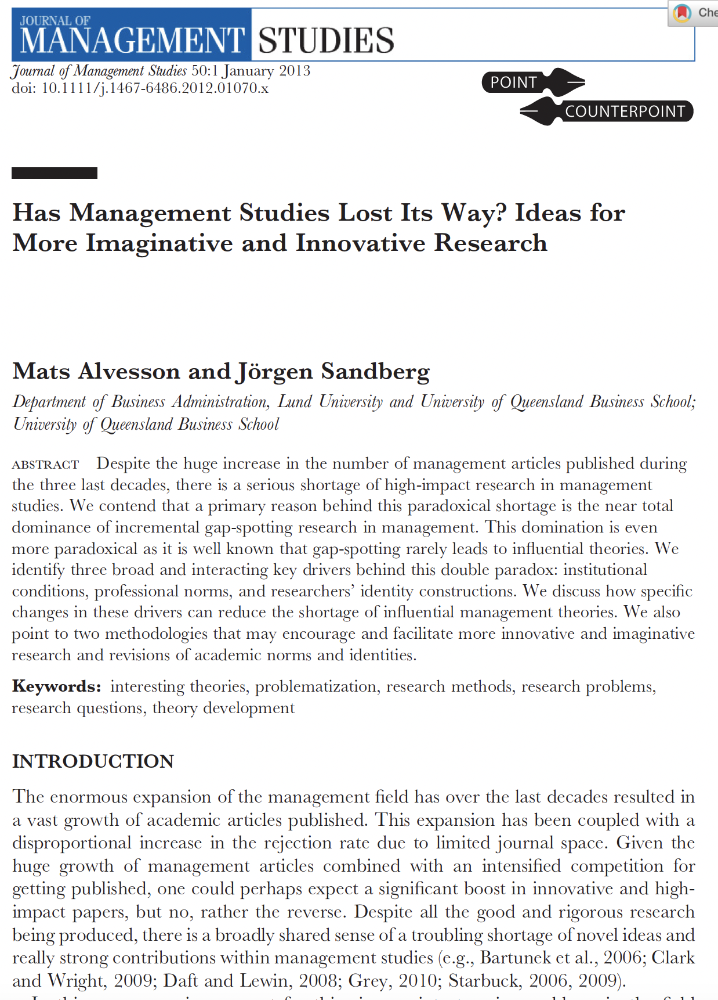 JOURNAL OF
MANAGEMENT STUDIES
Journal of Management Studies 50:1 January 2013
doi: 10.1111/j.1467-6486.2012.01070.x
POINT
COUNTERPOINT
Has Management Studies Lost Its Way? Ideas for
More Imaginative and Innovative Research
Mats Alvesson and Jörgen Sandberg
Department of Business Administration, Lund University and University of Queensland Business School;
University of Queensland Business School
ABSTRACT Despite the huge increase in the number of management articles published during
the three last decades, there is a serious shortage of high-impact research in management
studies. We contend that a primary reason behind this paradoxical shortage is the near total
dominance of incremental gap-spotting research in management. This domination is even
more paradoxical as it is well known that gap-spotting rarely leads to influential theories. We
identify three broad and interacting key drivers behind this double paradox: institutional
conditions, professional norms, and researchers’ identity constructions. We discuss how specific
changes in these drivers can reduce the shortage of influential management theories. We also
point to two methodologies that may encourage and facilitate more innovative and imaginative
research and revisions of academic norms and identities.
Keywords: interesting theories, problematization, research methods, research problems,
research questions, theory development
INTRODUCTION
The enormous expansion of the management field has over the last decades resulted in
a vast growth of academic articles published. This expansion has been coupled with a
disproportional increase in the rejection rate due to limited journal space. Given the
huge growth of management articles combined with an intensified competition for
getting published, one could perhaps expect a significant boost in innovative and high-
impact papers, but no, rather the reverse. Despite all the good and rigorous research
being produced, there is a broadly shared sense of a troubling shortage of novel ideas and
really strong contributions within management studies (e.g., Bartunek et al., 2006; Clark
and Wright, 2009; Daft and Lewin, 2008; Grey, 2010; Starbuck, 2006, 2009).